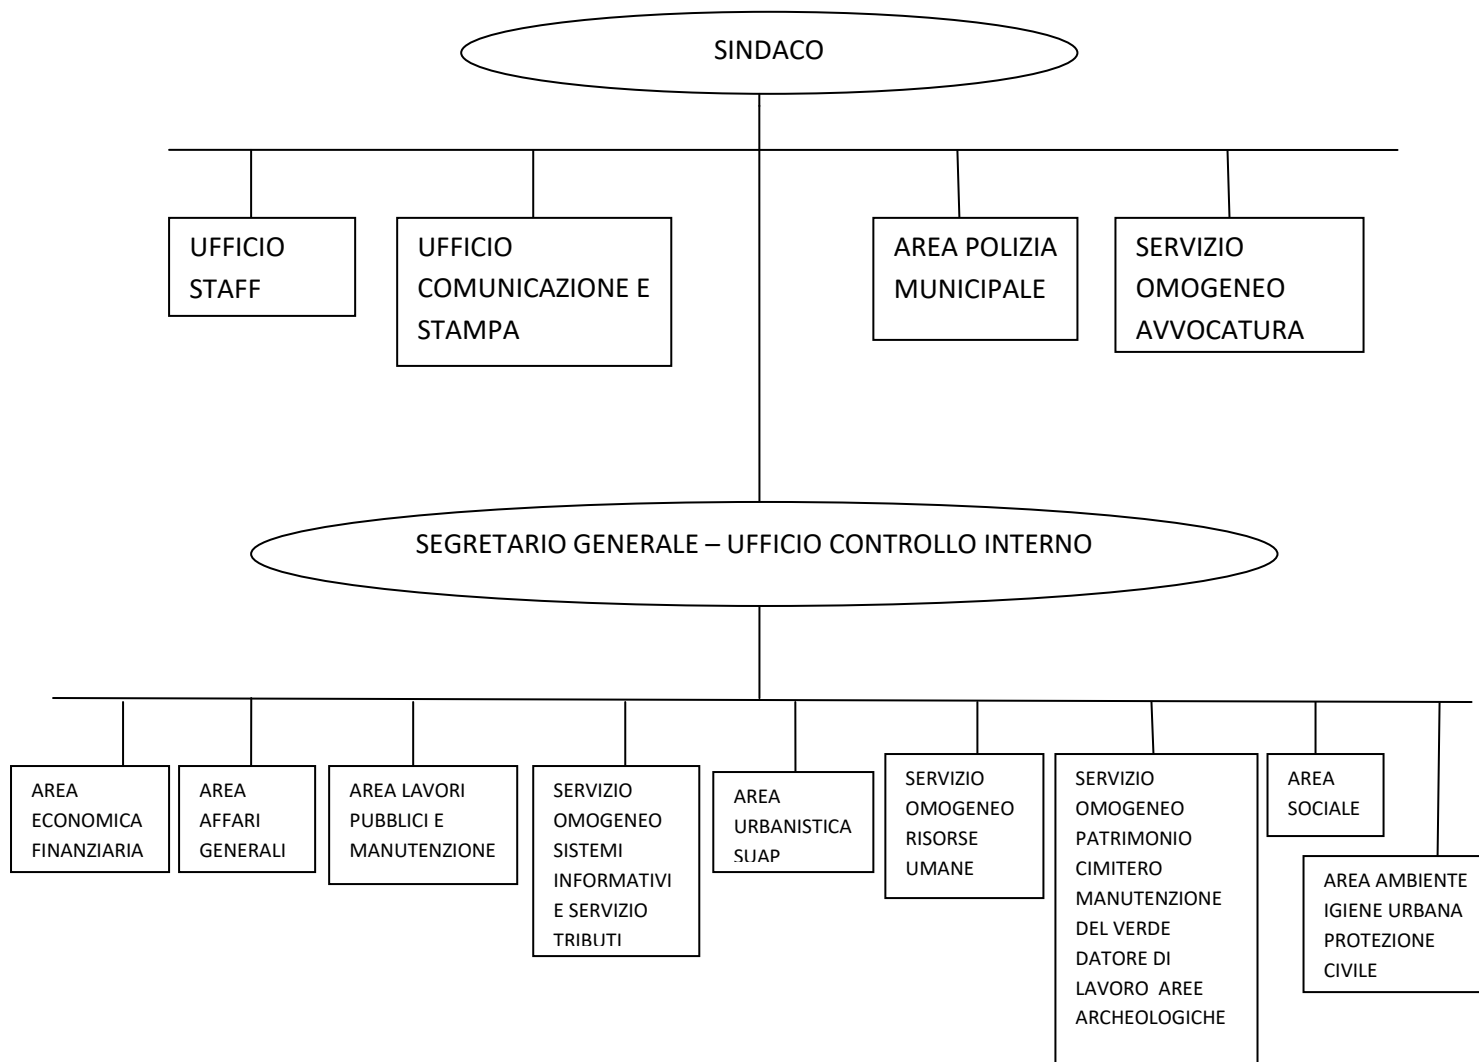 SINDACO
UFFICIO
STAFF
UFFICIO
COMUNICAZIONE E
STAMPA
AREA POLIZIA
MUNICIPALE
SERVIZIO
OMOGENEO
AVVOCATURA
SEGRETARIO GENERALE – UFFICIO CONTROLLO INTERNO
AREA
ECONOMICA
FINANZIARIA
AREA
AFFARI
GENERALI
AREA LAVORI
PUBBLICI E
MANUTENZIONE
SERVIZIO
OMOGENEO
SISTEMI
INFORMATIVI
E SERVIZIO
TRIBUTI
AREA
URBANISTICA
SUAP
SERVIZIO
OMOGENEO
RISORSE
UMANE
SERVIZIO
OMOGENEO
PATRIMONIO
CIMITERO
MANUTENZIONE
DEL VERDE
DATORE DI
LAVORO  AREE
ARCHEOLOGICHE
AREA
SOCIALE
AREA AMBIENTE
IGIENE URBANA
PROTEZIONE
CIVILE